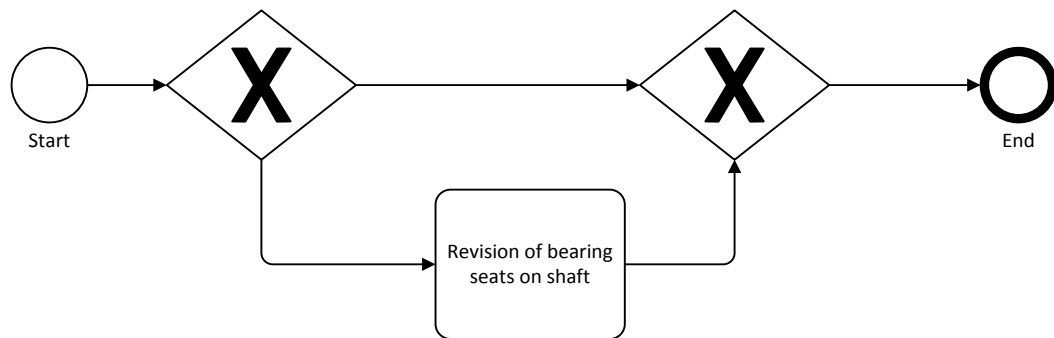 X
X
Start
End
Revision of bearing
seats on shaft